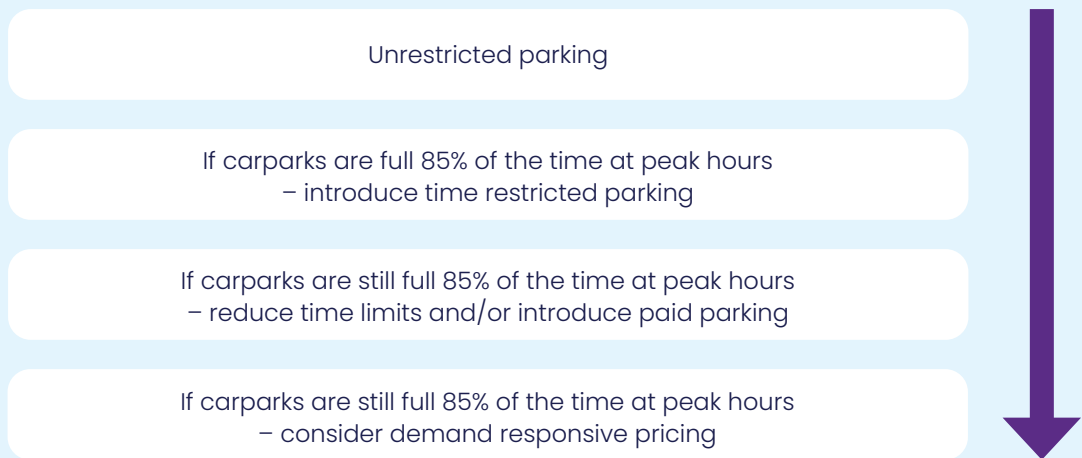 Unrestricted parking
If carparks are full 85% of the time at peak hours
– introduce time restricted parking
If carparks are still full 85% of the time at peak hours
– reduce time limits and/or introduce paid parking
If carparks are still full 85% of the time at peak hours
– consider demand responsive pricing